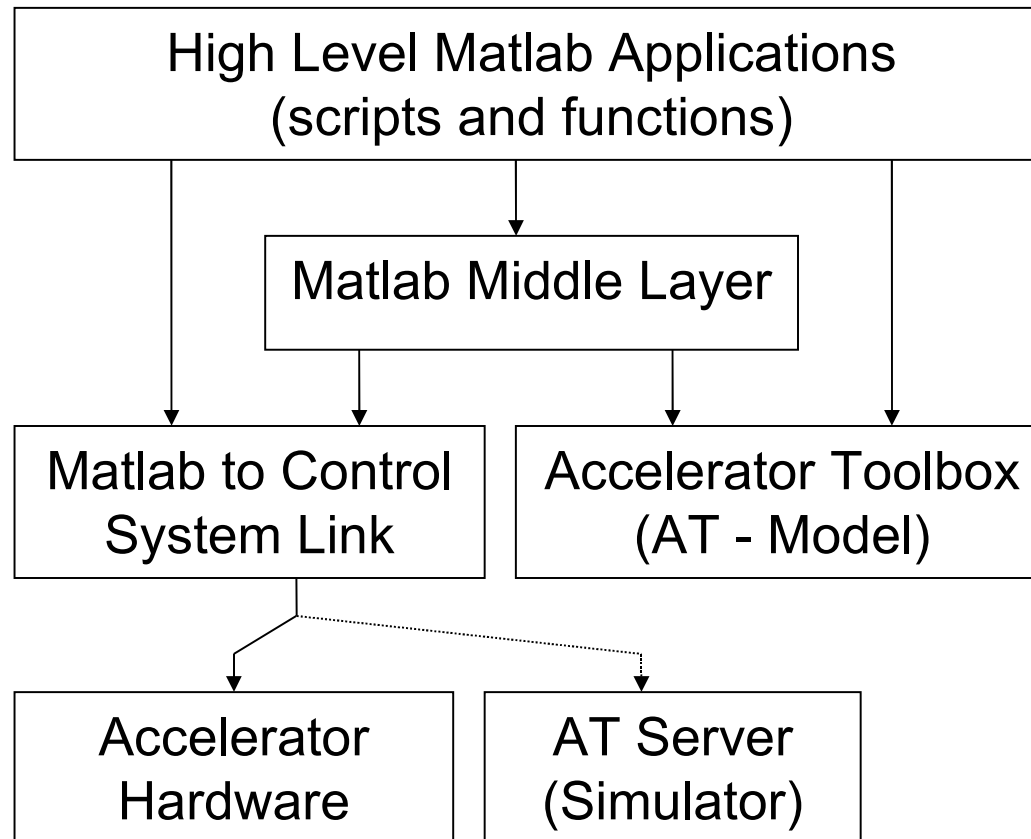 High Level Matlab Applications
(scripts and functions)
Matlab Middle Layer
Matlab to Control
System Link
Accelerator Toolbox
(AT - Model)
Accelerator
Hardware
AT Server
(Simulator)